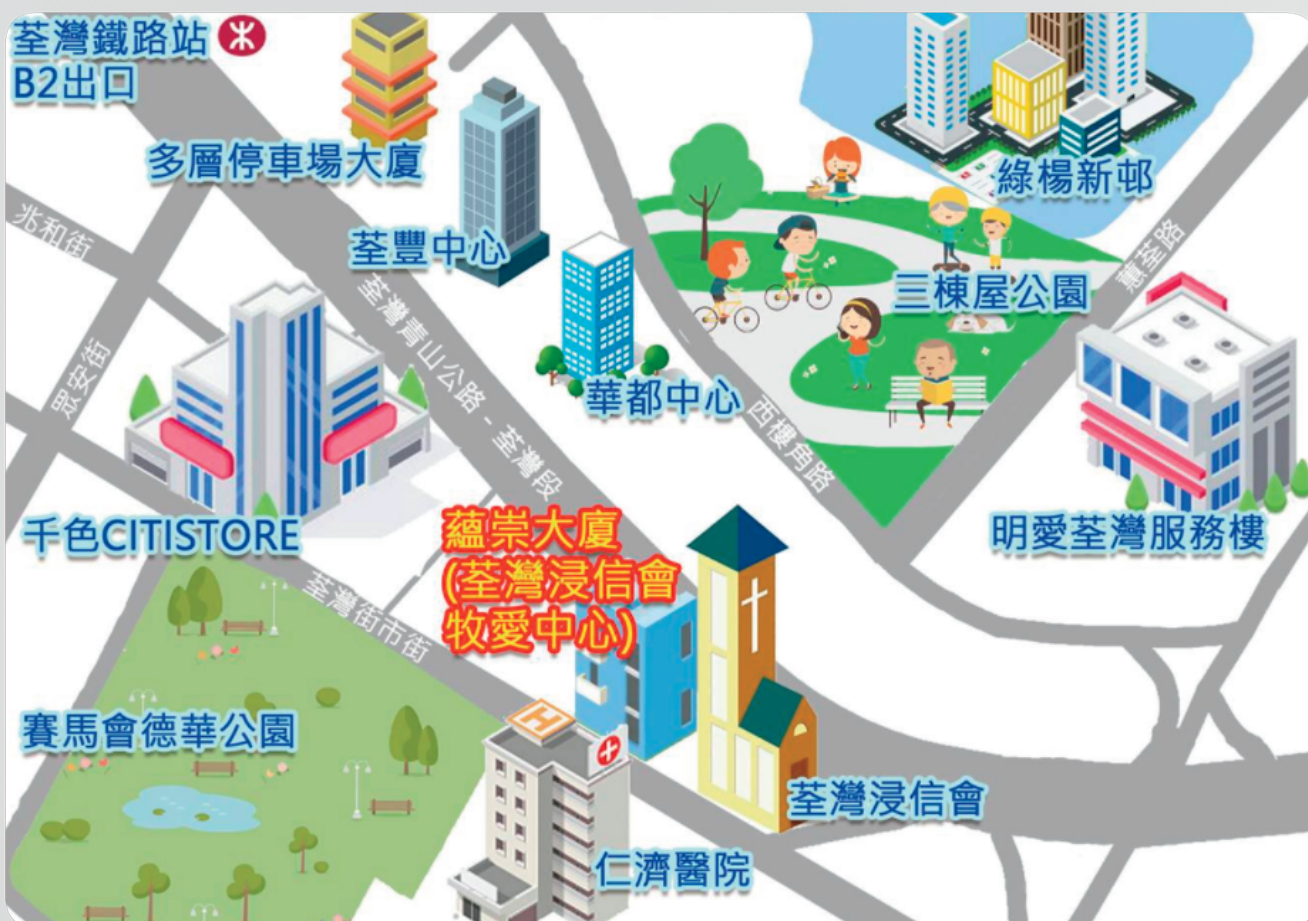 荃灣鐵路站
B2出口
多層停車場大廈
綠楊新邨
兆和街
荃豐中心
蕙荃路
三棟屋公園
荃灣青山公路 - 荃灣段
眾安街
華都中心
西樓角路
千色CITISTORE
蘊崇大廈
(荃灣浸信會
牧愛中心)
明愛荃灣服務樓
荃灣街市街
賽馬會德華公園
H
荃灣浸信會
仁濟醫院